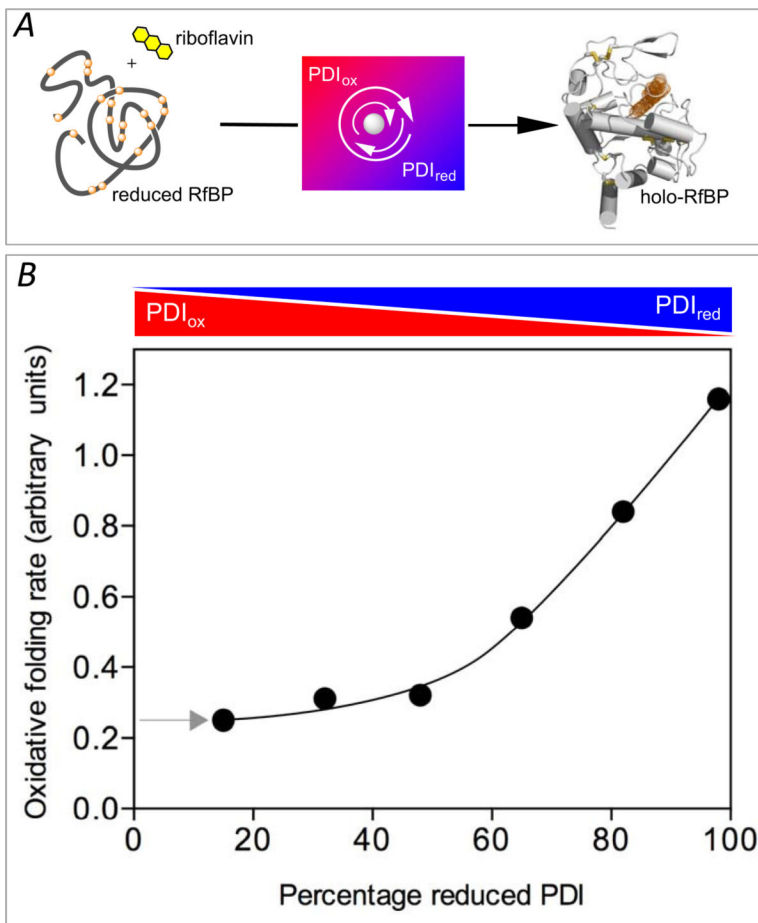 A
riboflavin
+
reduced RfBP
PDIox
PDIred
holo-RfBP
B
PDIox
PDIred
Oxidative folding rate (arbitrary units)
1.2
1.0
0.8
0.6
0.4
0.2
0.0
0 20 40 60 80 100
Percentage reduced PDI